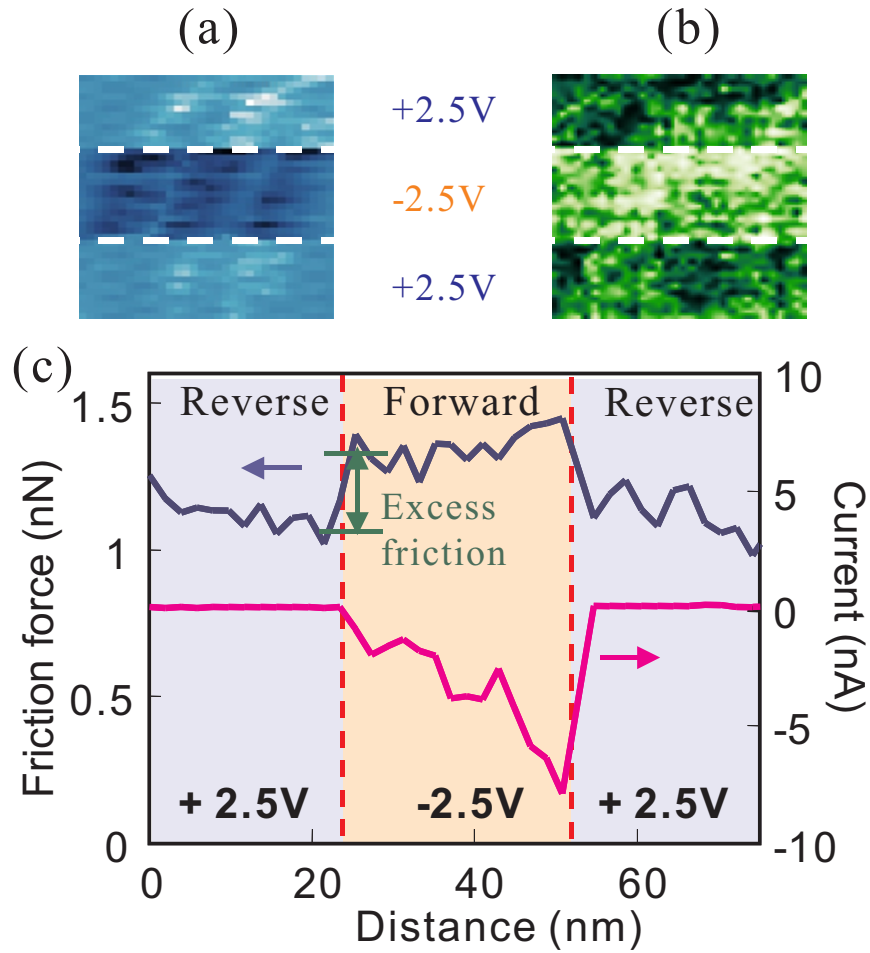 (a)
(b)
+2.5V
-2.5V
+2.5V
(c)
Reverse
Forward
Reverse
Excess
friction
+ 2.5V
-2.5V
+ 2.5V
Friction force (nN)
1.5
1
0.5
0
Current (nA)
10
5
0
-5
-10
0
20
40
60
Distance (nm)